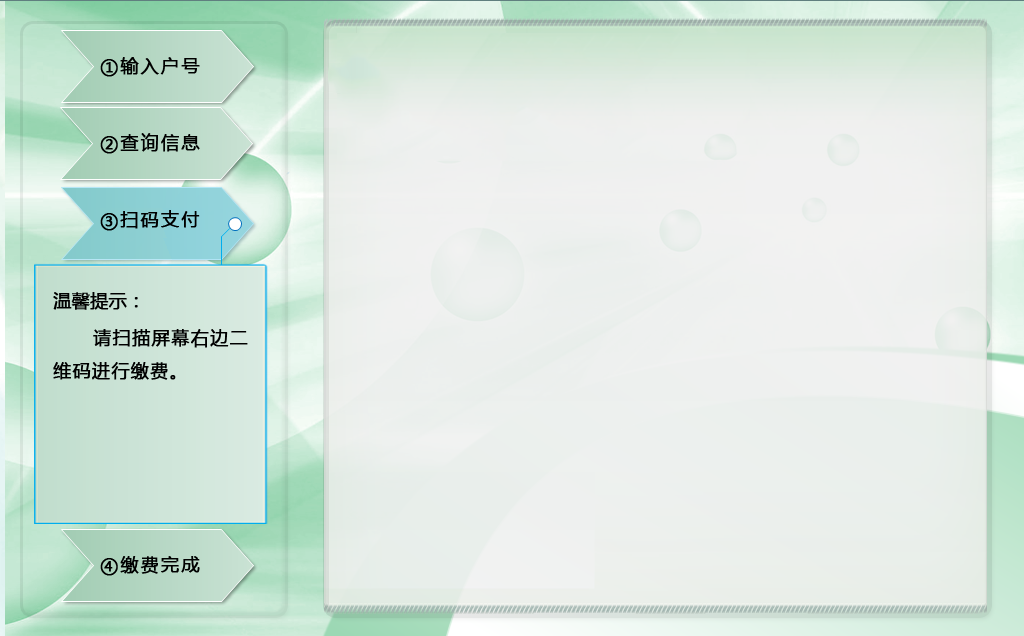 ①输入户号
②查询信息
③扫码支付
温馨提示：
请扫描屏幕右边二
维码进行缴费。
④缴费完成